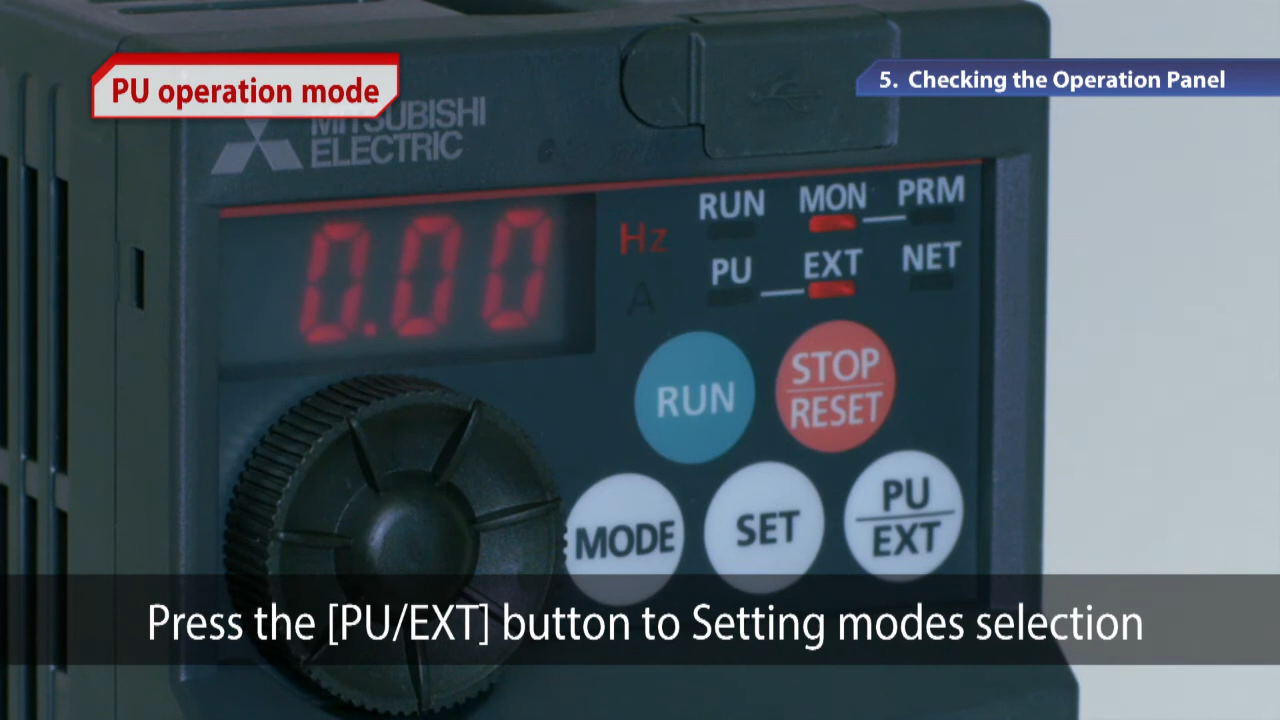 PU operation mode
5. Checking the Operation Panel
MITSUBISHI
ELECTRIC
0.00
Hz
A
RUN MON PRM
PU EXT NET
RUN
STOP
RESET
MODE
SET
PU
EXT
Press the [PU/EXT] button to Setting modes selection